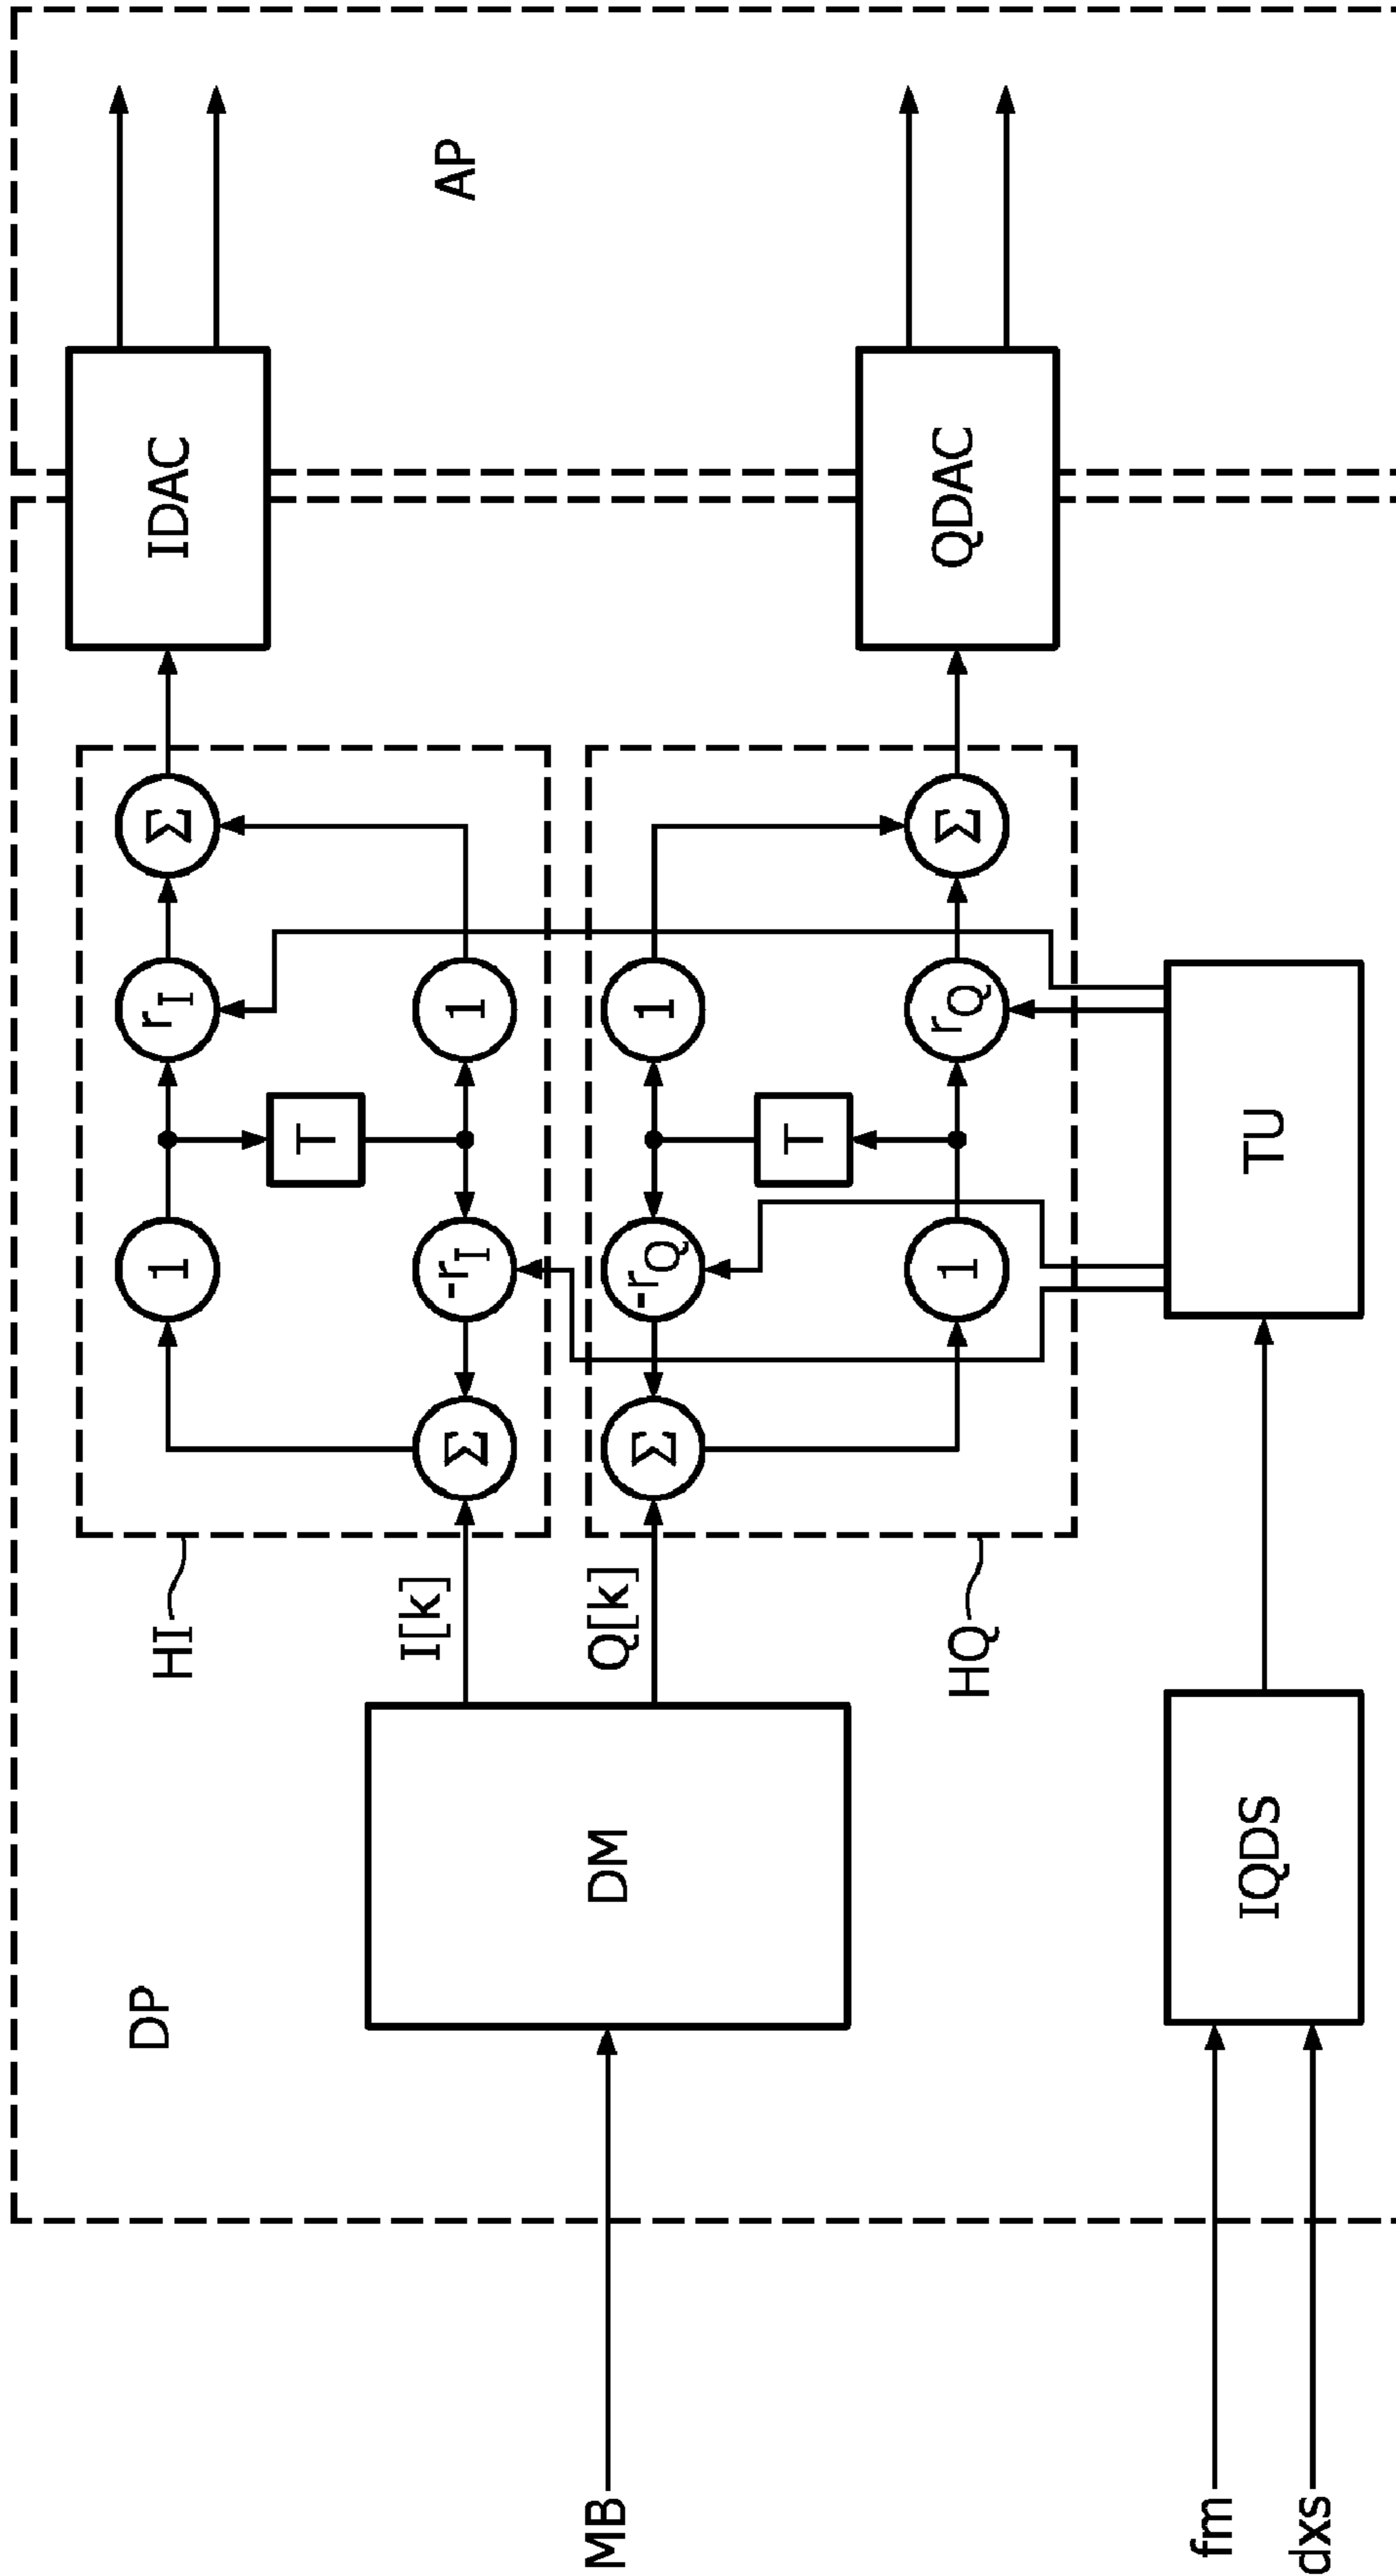 DP
AP
HI
IDAC
1
r_I
Σ
T
I[k]
Σ
-r_I
1
MB
DM
Q[k]
Σ
-r_Q
1
T
HQ
1
r_Q
Σ
QDAC
fm
dxs
IQDS
TU